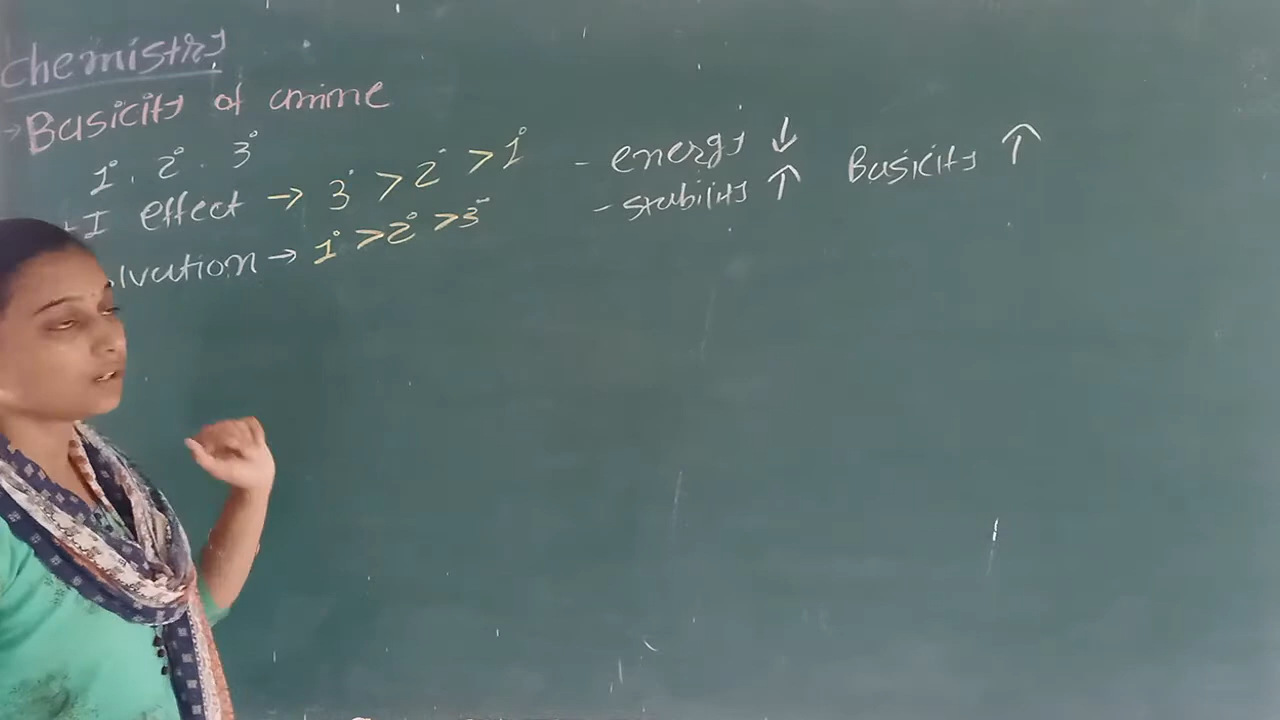 Chemistry
→ Basicity of amine
1°, 2°, 3°
+I effect → 3° > 2° > 1°
lvation → 1° > 2° > 3°
- energy ↓
- stability ↑ Basicity ↑